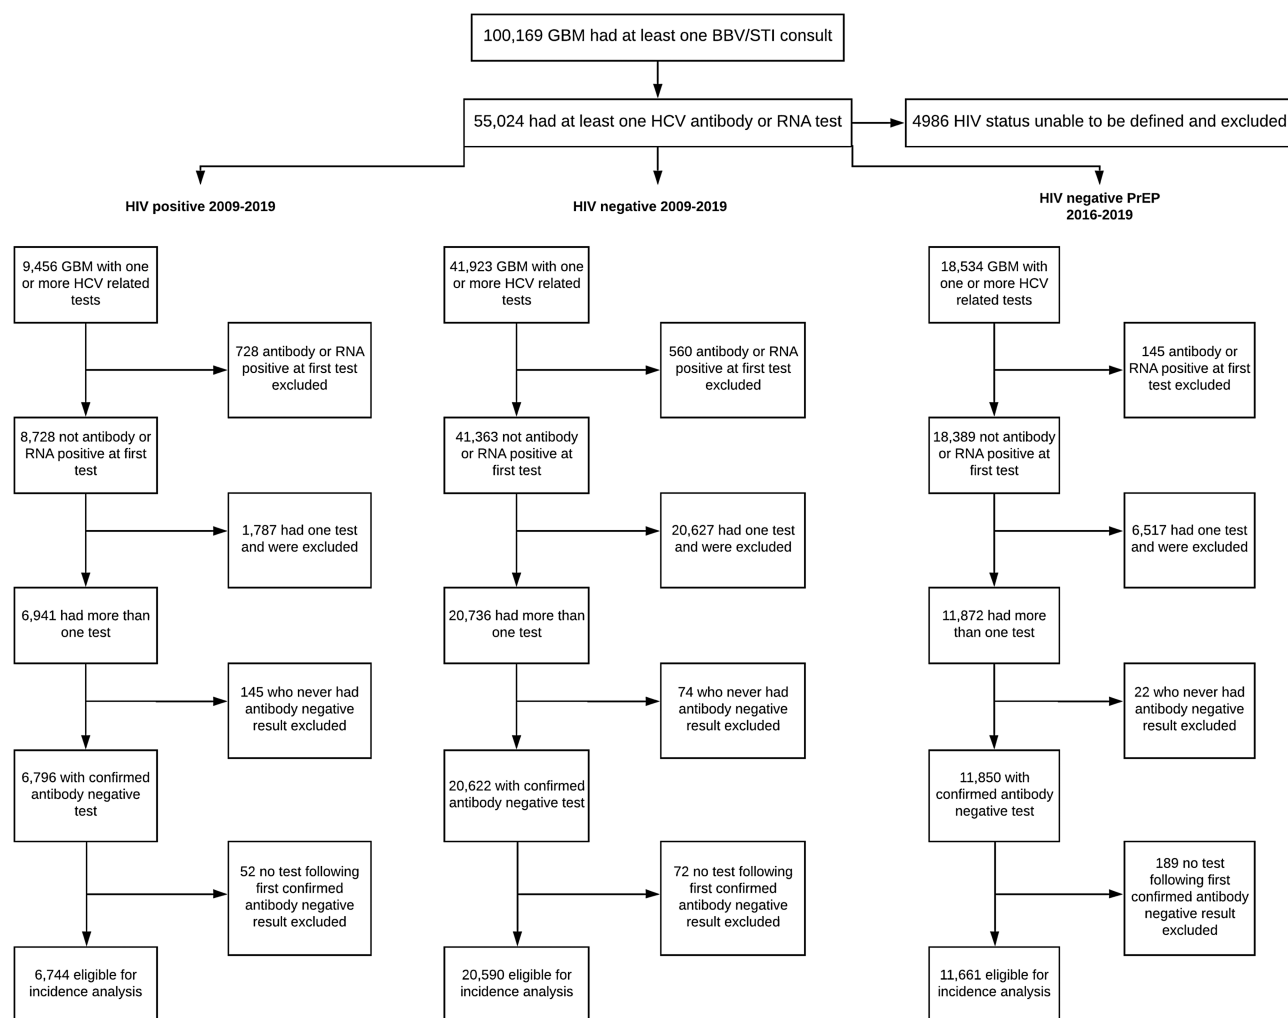 100,169 GBM had at least one BBV/STI consult
55,024 had at least one HCV antibody or RNA test
4986 HIV status unable to be defined and excluded
HIV positive 2009-2019
HIV negative 2009-2019
HIV negative PrEP
2016-2019
9,456 GBM with one
or more HCV related
tests
41,923 GBM with one
or more HCV related
tests
18,534 GBM with
one or more HCV
related tests
728 antibody or RNA
positive at first test
excluded
560 antibody or RNA
positive at first test
excluded
145 antibody or
RNA positive at first
test excluded
8,728 not antibody or
RNA positive at first
test
41,363 not antibody
or RNA positive at
first test
18,389 not antibody
or RNA positive at
first test
1,787 had one test
and were excluded
20,627 had one test
and were excluded
6,517 had one test
and were excluded
6,941 had more than
one test
20,736 had more than
one test
11,872 had more
than one test
145 who never had
antibody negative
result excluded
74 who never had
antibody negative
result excluded
22 who never had
antibody negative
result excluded
6,796 with confirmed
antibody negative
test
20,622 with confirmed
antibody negative test
11,850 with
confirmed antibody
negative test
52 no test following
first confirmed
antibody negative
result excluded
72 no test following
first confirmed
antibody negative
result excluded
189 no test
following first
confirmed antibody
negative result
excluded
6,744 eligible for
incidence analysis
20,590 eligible for
incidence analysis
11,661 eligible for
incidence analysis